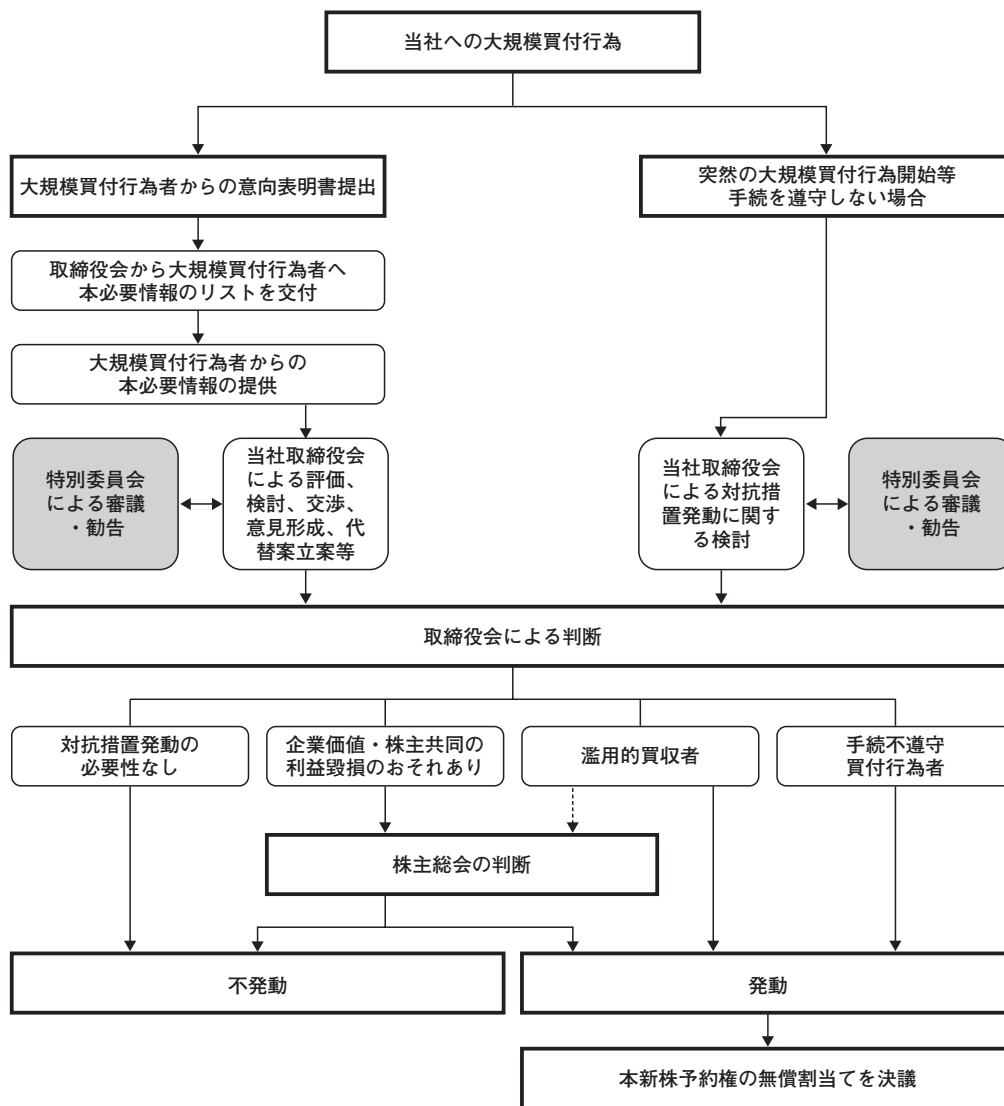 当社への大規模買付行為
大規模買付行為者からの意向表明書提出
突然の大規模買付行為開始等
手続を遵守しない場合
取締役会から大規模買付行為者へ
本必要情報のリストを交付
大規模買付行為者からの
本必要情報の提供
特別委員会
による審議
・勧告
当社取締役会
による評価、
検討、交渉、
意見形成、代
替案立案等
当社取締役会
による対抗措
置発動に関す
る検討
特別委員会
による審議
・勧告
取締役会による判断
対抗措置発動の
必要性なし
企業価値・株主共同の
利益毀損のおそれあり
濫用的買収者
手続不遵守
買付行為者
株主総会の判断
不発動
発動
本新株予約権の無償割当てを決議